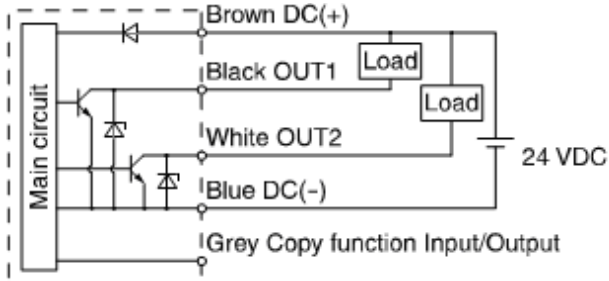 Brown DC(+)
Load
Black OUT1
Load
Main circuit
White OUT2
24 VDC
Blue DC(-)
Grey Copy function Input/Output